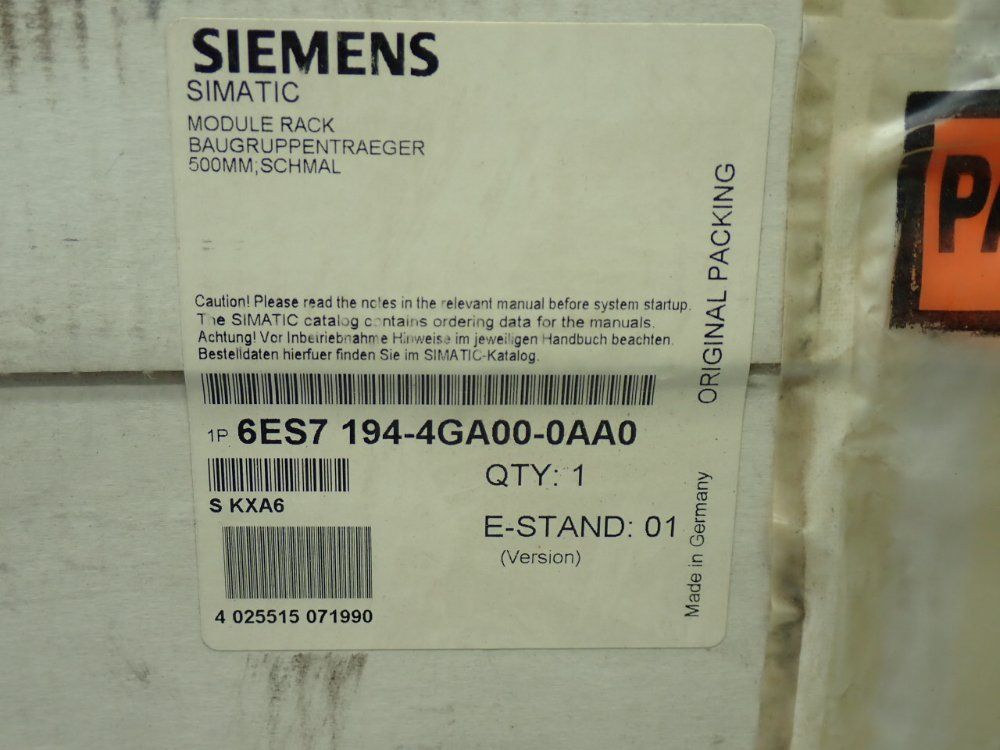 SIEMENS
SIMATIC
MODULE RACK
BAUGRUPPENTRAEGER
500MM;SCHMAL
Caution! Please read the notes in the relevant manual before system startup.
The SIMATIC catalog contains ordering data for the manuals.
Achtung! Vor Inbetriebnahme Hinweise im jeweiligen Handbuch beachten.
Bestelldaten hierfuer finden Sie im SIMATIC-Katalog.
1P 6ES7 194-4GA00-0AA0
QTY: 1
S KXA6
E-STAND: 01
(Version)
4 025515 071990
ORIGINAL PACKING
Made in Germany
PA